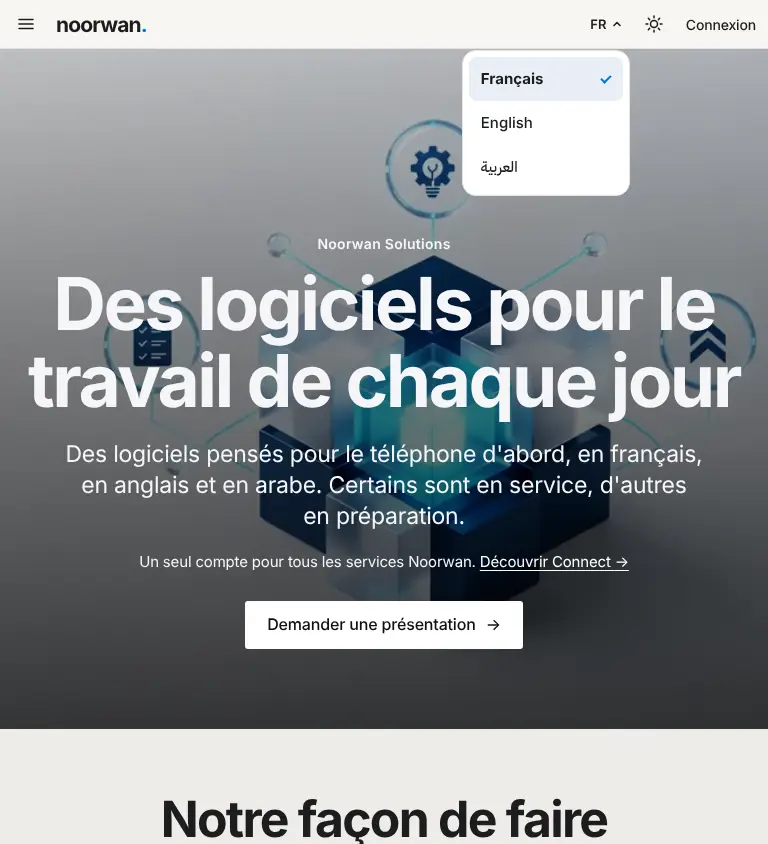 noorwan.
FR
Connexion
Français
English
العربية
Noorwan Solutions
Des logiciels pour le
travail de chaque jour
Des logiciels pensés pour le téléphone d'abord, en français,
en anglais et en arabe. Certains sont en service, d'autres
en préparation.
Un seul compte pour tous les services Noorwan. Découvrir Connect →
Demander une présentation →
Notre façon de faire